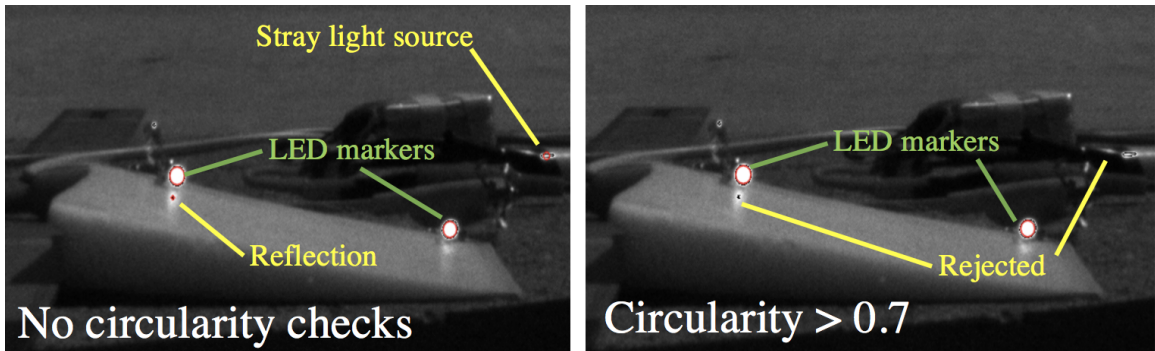 Stray light source
LED markers
Reflection
No circularity checks
LED markers
Rejected
Circularity > 0.7